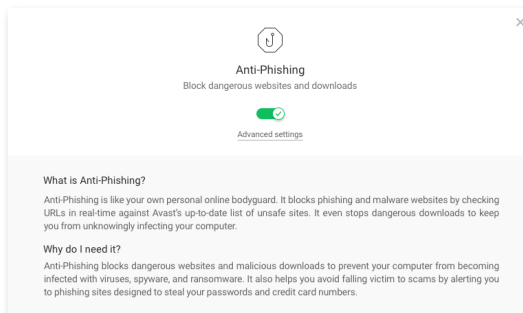 Anti-Phishing
Block dangerous websites and downloads
Advanced settings
What is Anti-Phishing?
Anti-Phishing is like your own personal online bodyguard. It blocks phishing and malware websites by checking
URLs in real-time against Avast's up-to-date list of unsafe sites. It even stops dangerous downloads to keep
you from unknowingly infecting your computer.
Why do I need it?
Anti-Phishing blocks dangerous websites and malicious downloads to prevent your computer from becoming
infected with viruses, spyware, and ransomware. It also helps you avoid falling victim to scams by alerting you
to phishing sites designed to steal your passwords and credit card numbers.